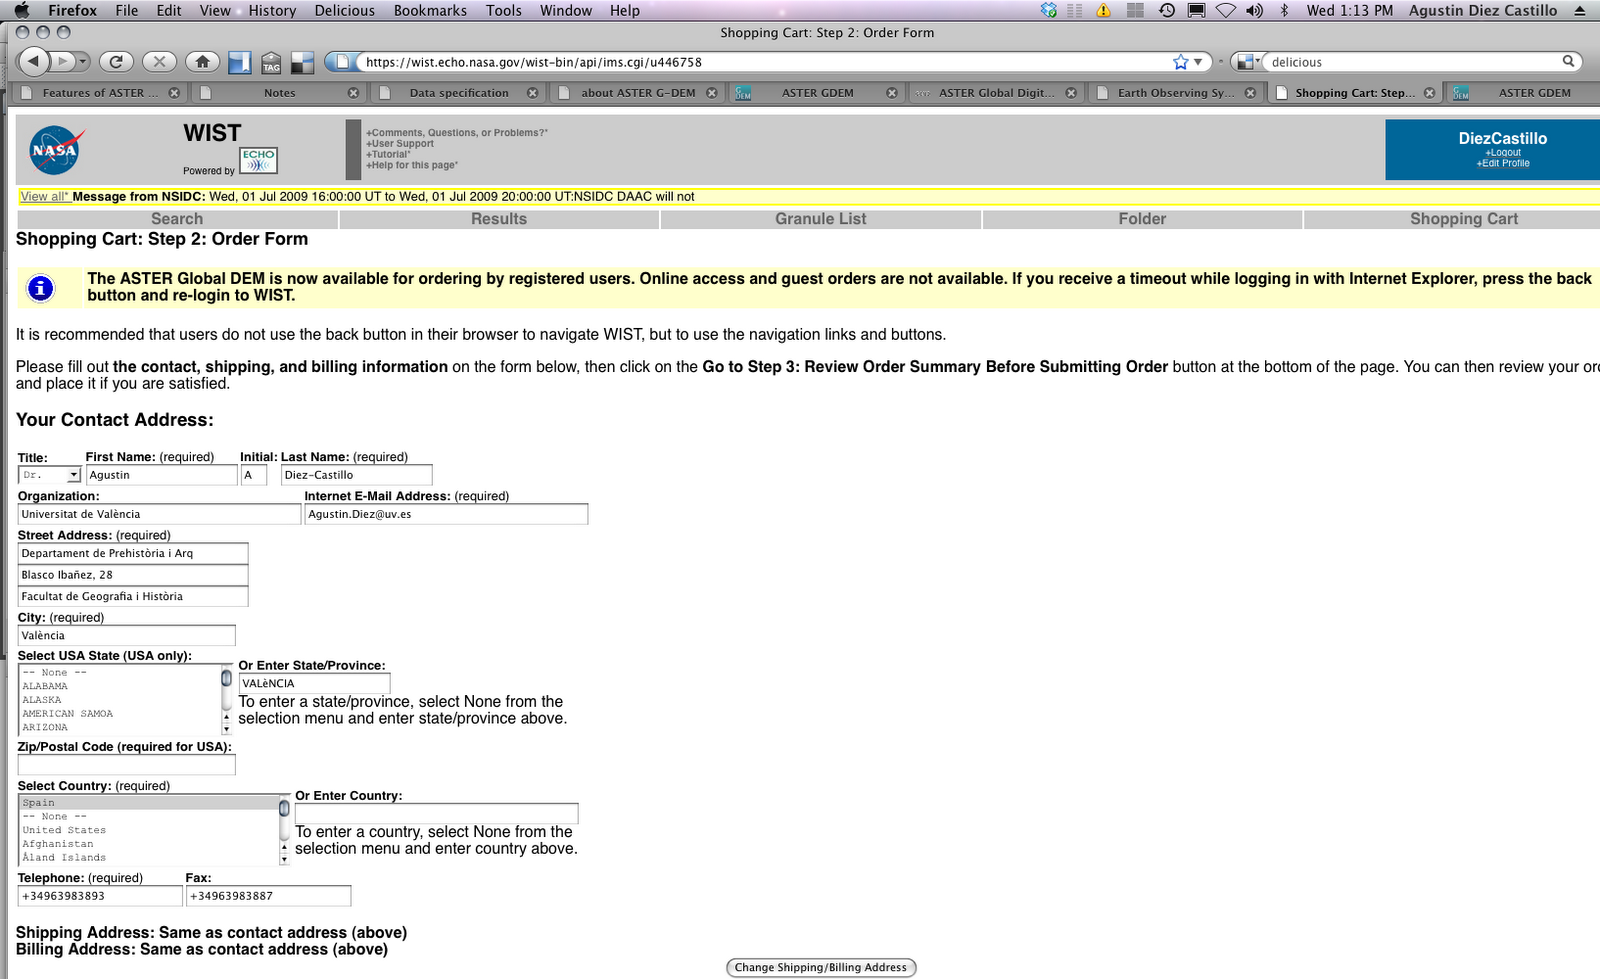 Firefox File Edit View History Delicious Bookmarks Tools Window Help Wed 1:13 PM Agustin Diez Castillo
Shopping Cart: Step 2: Order Form
https://wist.echo.nasa.gov/wist-bin/api/ims.cgi/u446758 delicious
TAG
Features of ASTER ... Notes Data specification about ASTER G-DEM ASTER GDEM ASTER Global Digit... Earth Observing Sy... Shopping Cart: Step... ASTER GDEM
NASA
WIST
Powered by ECHO
+Comments, Questions, or Problems?*
+User Support
+Tutorial*
+Help for this page*
DiezCastillo
+Logout
+Edit Profile
View all* Message from NSIDC: Wed, 01 Jul 2009 16:00:00 UT to Wed, 01 Jul 2009 20:00:00 UT:NSIDC DAAC will not
Search Results Granule List Folder Shopping Cart
Shopping Cart: Step 2: Order Form
The ASTER Global DEM is now available for ordering by registered users. Online access and guest orders are not available. If you receive a timeout while logging in with Internet Explorer, press the back
button and re-login to WIST.
It is recommended that users do not use the back button in their browser to navigate WIST, but to use the navigation links and buttons.
Please fill out the contact, shipping, and billing information on the form below, then click on the Go to Step 3: Review Order Summary Before Submitting Order button at the bottom of the page. You can then review your or
and place it if you are satisfied.
Your Contact Address:
Title: First Name: (required) Initial: Last Name: (required)
Dr. Agustin A Diez-Castillo
Organization: Internet E-Mail Address: (required)
Universitat de València Agustin.Diez@uv.es
Street Address: (required)
Departament de Prehistòria i Arq
Blasco Ibañez, 28
Facultat de Geografia i Història
City: (required)
València
Select USA State (USA only):
-- None --
ALABAMA
ALASKA
AMERICAN SAMOA
ARIZONA
Or Enter State/Province:
VALèNCIA
To enter a state/province, select None from the
selection menu and enter state/province above.
Zip/Postal Code (required for USA):
Select Country: (required)
Spain
-- None --
United States
Afghanistan
Åland Islands
Or Enter Country:
To enter a country, select None from the
selection menu and enter country above.
Telephone: (required) Fax:
+34963983893 +34963983887
Shipping Address: Same as contact address (above)
Billing Address: Same as contact address (above)
Change Shipping/Billing Address